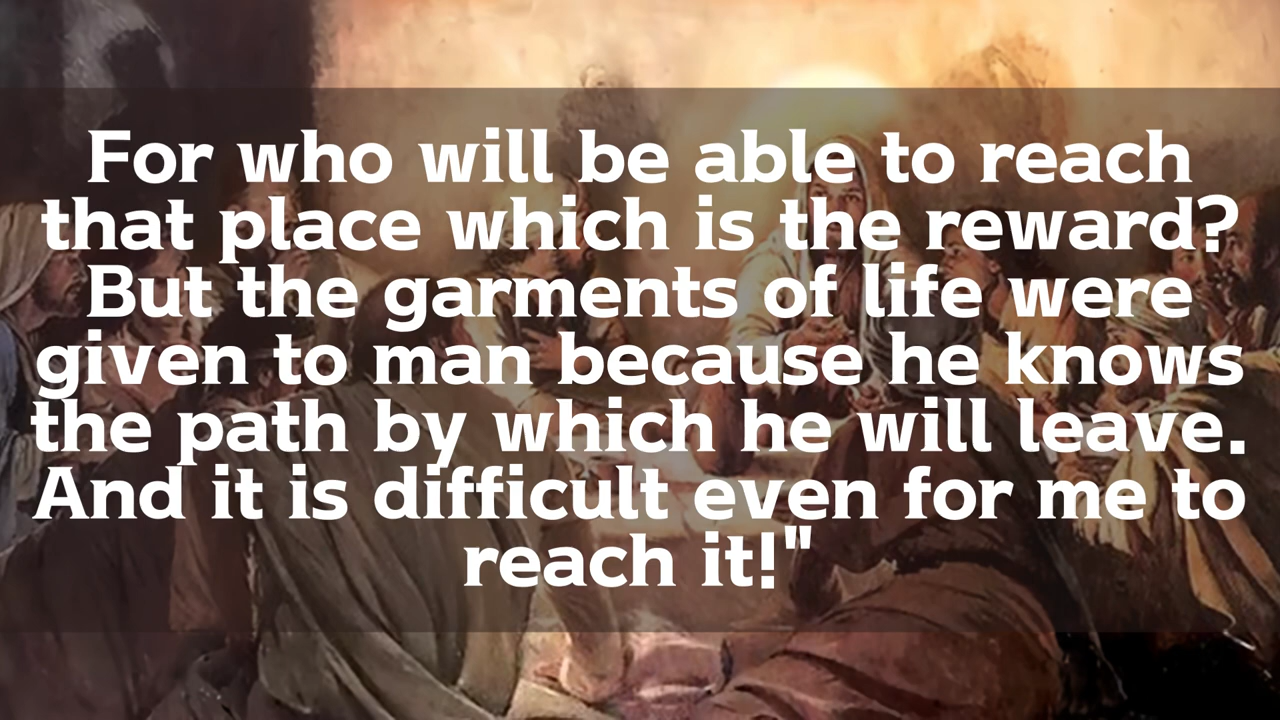 For who will be able to reach
that place which is the reward?
But the garments of life were
given to man because he knows
the path by which he will leave.
And it is difficult even for me to
reach it!"